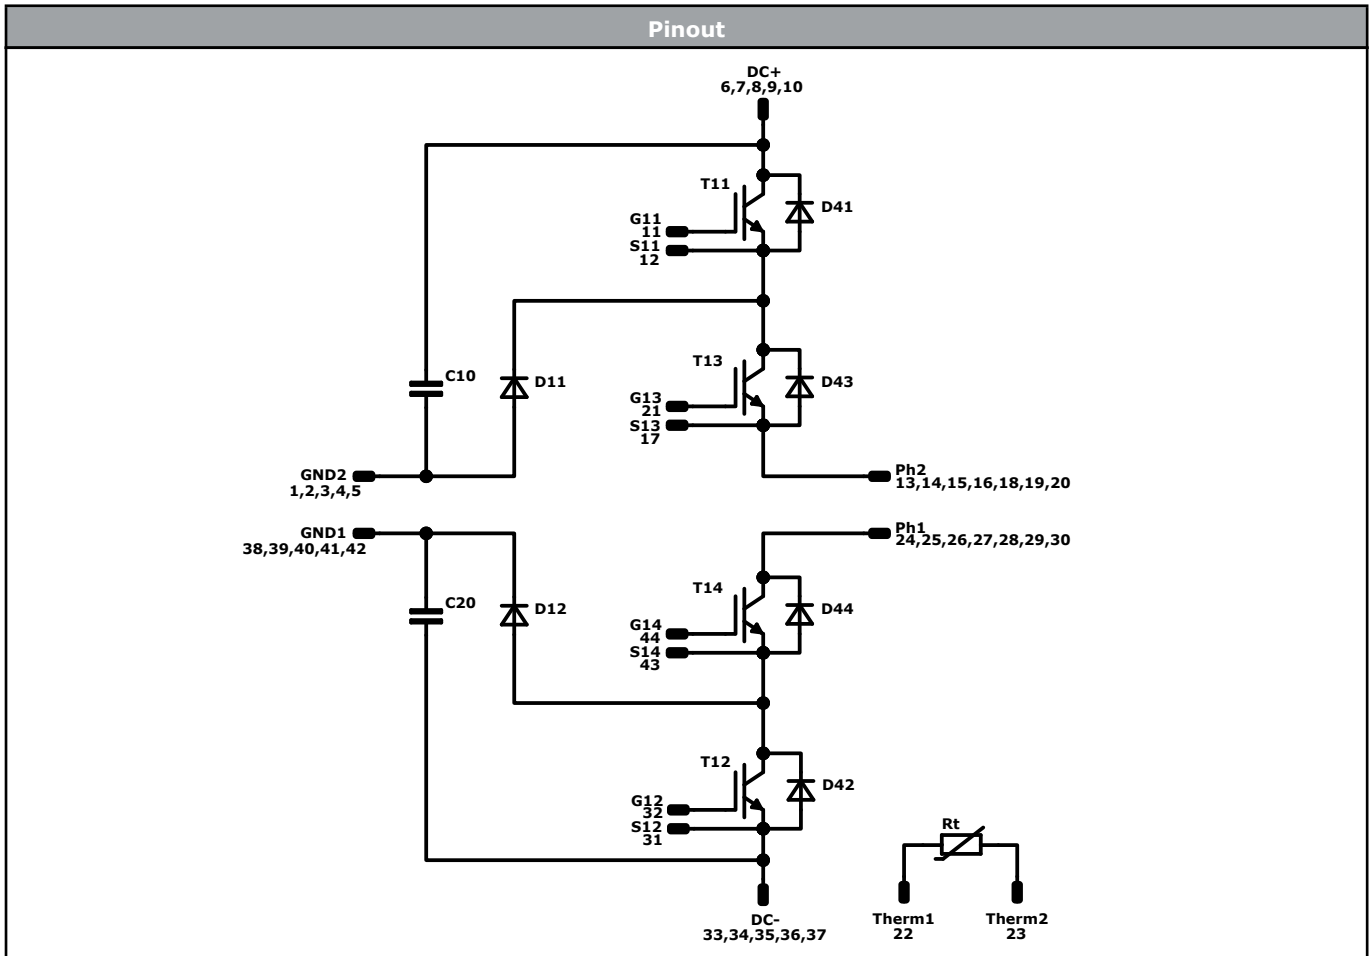 Pinout
DC+
6,7,8,9,10
T11
D41
G11
11
S11
12
T13
D43
C10
D11
G13
21
S13
17
GND2
1,2,3,4,5
Ph2
13,14,15,16,18,19,20
GND1
38,39,40,41,42
Ph1
24,25,26,27,28,29,30
T14
D44
C20
D12
G14
44
S14
43
T12
D42
G12
32
S12
31
Rt
DC-
33,34,35,36,37
Therm1
22
Therm2
23